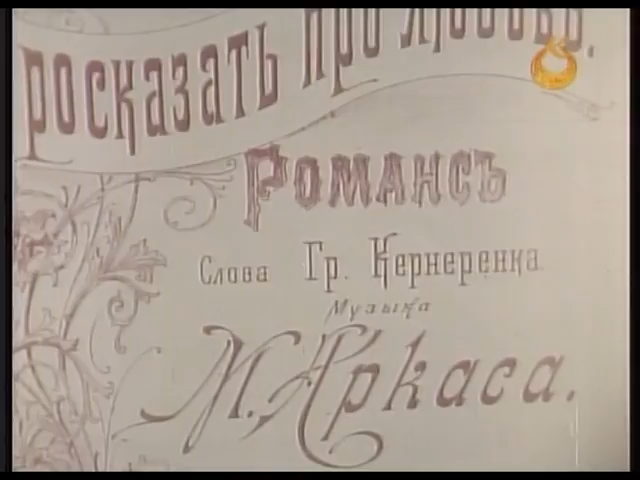 росказать про любовь.
Романсъ
Слова Гр. Кернеренка
Музыка
М. Аркаса.